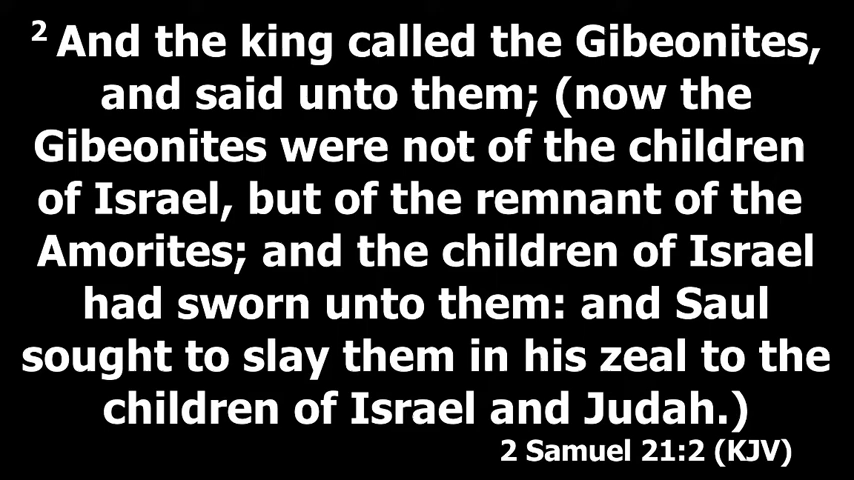 2 And the king called the Gibeonites,
and said unto them; (now the
Gibeonites were not of the children
of Israel, but of the remnant of the
Amorites; and the children of Israel
had sworn unto them: and Saul
sought to slay them in his zeal to the
children of Israel and Judah.)
2 Samuel 21:2 (KJV)